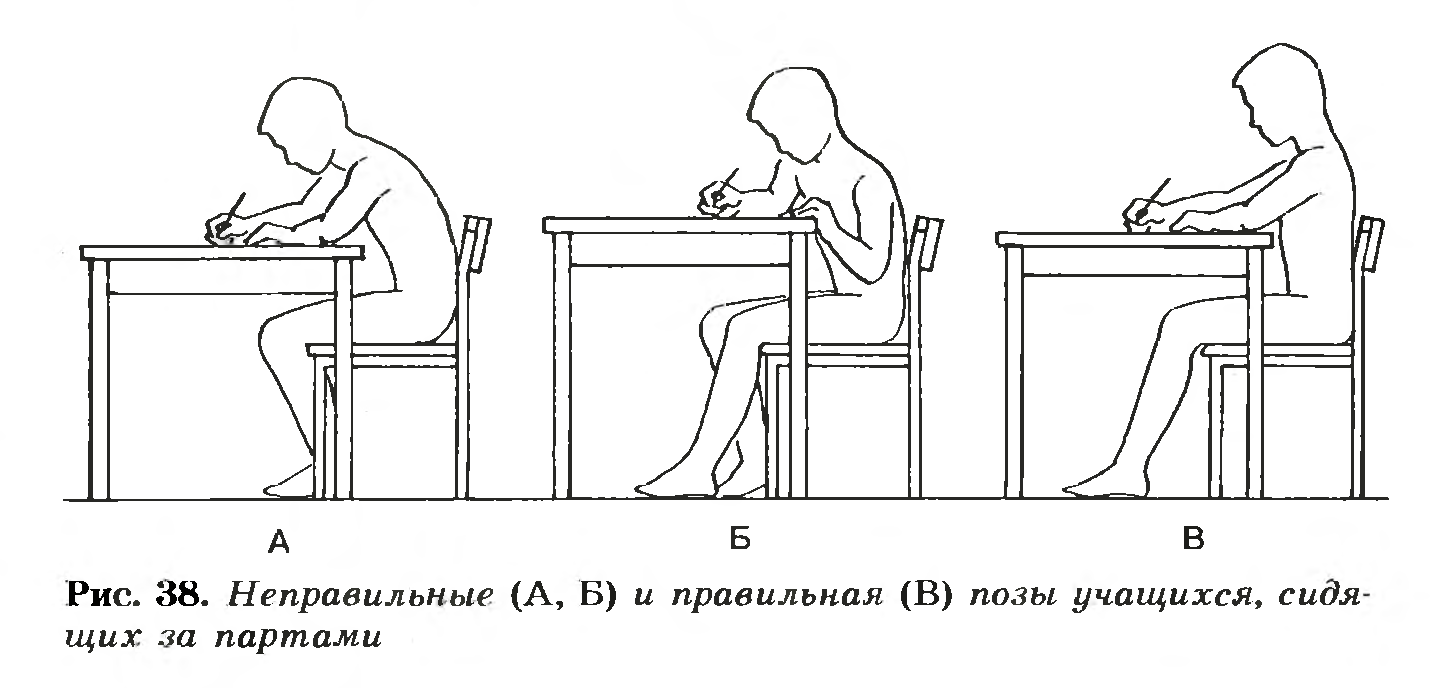 А Б В
Рис. 38. Неправильные (А, Б) и правильная (В) позы учащихся, сидя-
щих за партами